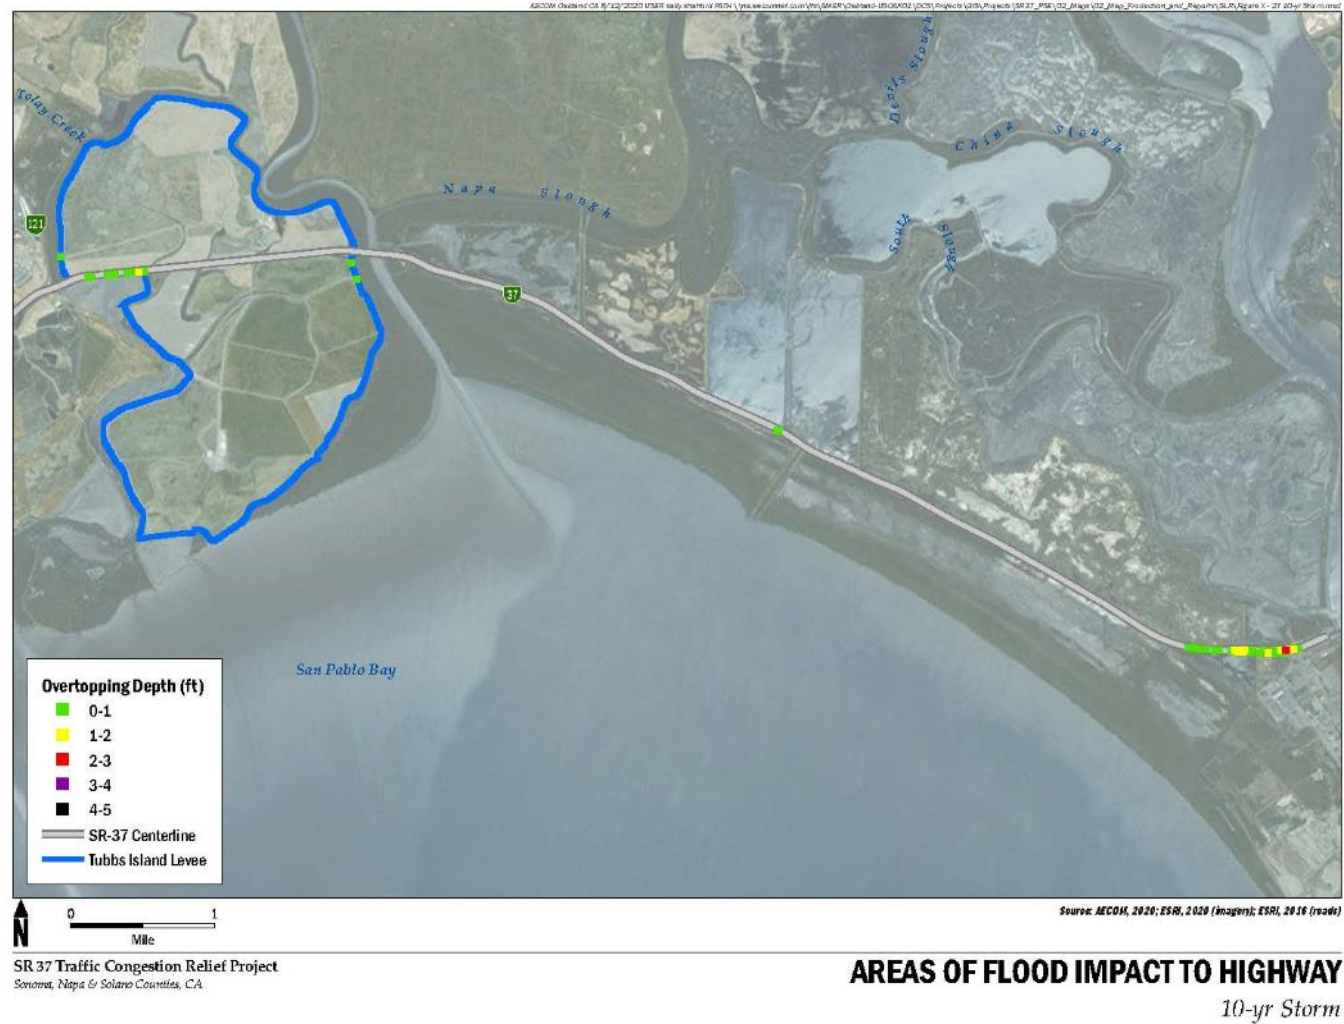 Devils Slough
China Slough
Creek
Napa Slough
South Slough
121
37
San Pablo Bay
Overtopping Depth (ft)
0-1
1-2
2-3
3-4
4-5
SR-37 Centerline
Tubbs Island Levee
N
0 1
Mile
Source: AECOM, 2020; ESRI, 2020 (imagery); ESRI, 2016 (roads)
SR 37 Traffic Congestion Relief Project
Sonoma, Napa & Solano Counties, CA
AREAS OF FLOOD IMPACT TO HIGHWAY
10-yr Storm